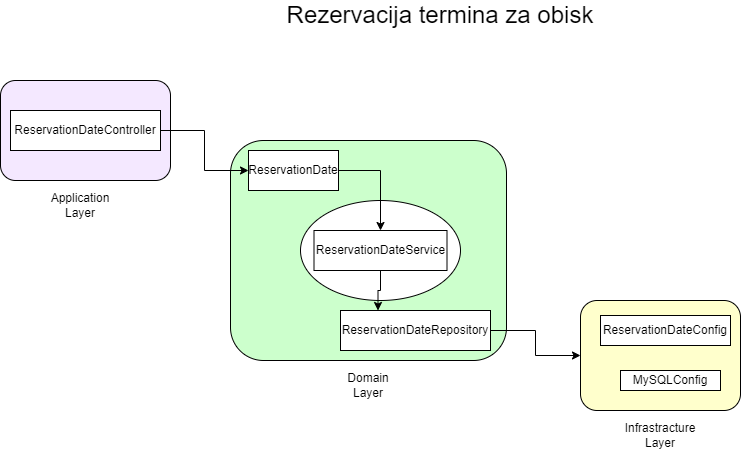 Rezervacija termina za obisk
ReservationDateController
Application
Layer
ReservationDate
ReservationDateService
ReservationDateRepository
Domain
Layer
ReservationDateConfig
MySQLConfig
Infrastracture
Layer